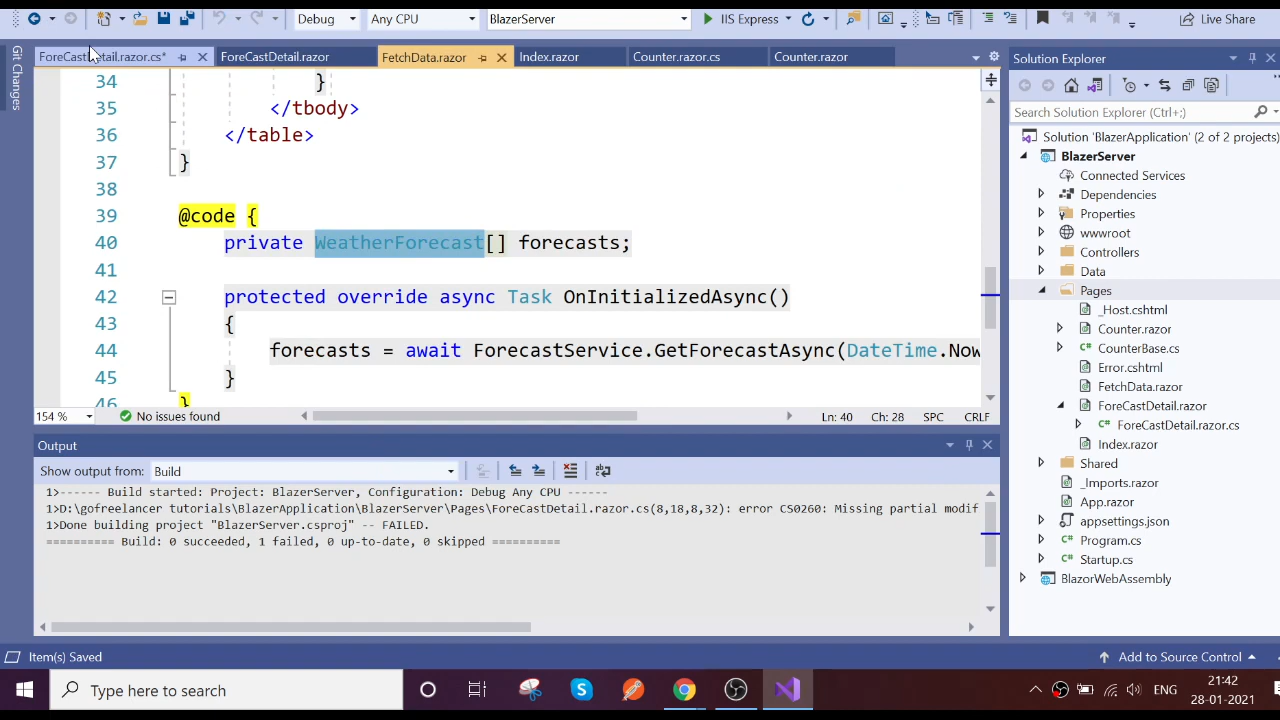 Debug Any CPU BlazerServer IIS Express Live Share
Git Changes
ForeCastDetail.razor.cs* ForeCastDetail.razor FetchData.razor Index.razor Counter.razor.cs Counter.razor
34 }
35 </tbody>
36 </table>
37 }
38
39 @code {
40 private WeatherForecast[] forecasts;
41
42 protected override async Task OnInitializedAsync()
43 {
44 forecasts = await ForecastService.GetForecastAsync(DateTime.Now
45 }
46 }
154 % No issues found Ln: 40 Ch: 28 SPC CRLF
Output
Show output from: Build
1>------ Build started: Project: BlazerServer, Configuration: Debug Any CPU ------
1>D:\gofreelancer tutorials\BlazerApplication\BlazerServer\Pages\ForeCastDetail.razor.cs(8,18,8,32): error CS0260: Missing partial modif
1>Done building project "BlazerServer.csproj" -- FAILED.
========== Build: 0 succeeded, 1 failed, 0 up-to-date, 0 skipped ==========
Solution Explorer
Search Solution Explorer (Ctrl+;)
Solution 'BlazerApplication' (2 of 2 projects)
BlazerServer
Connected Services
Dependencies
Properties
wwwroot
Controllers
Data
Pages
_Host.cshtml
Counter.razor
CounterBase.cs
Error.cshtml
FetchData.razor
ForeCastDetail.razor
ForeCastDetail.razor.cs
Index.razor
Shared
_Imports.razor
App.razor
appsettings.json
Program.cs
Startup.cs
BlazorWebAssembly
Item(s) Saved Add to Source Control
Type here to search
ENG
21:42
28-01-2021